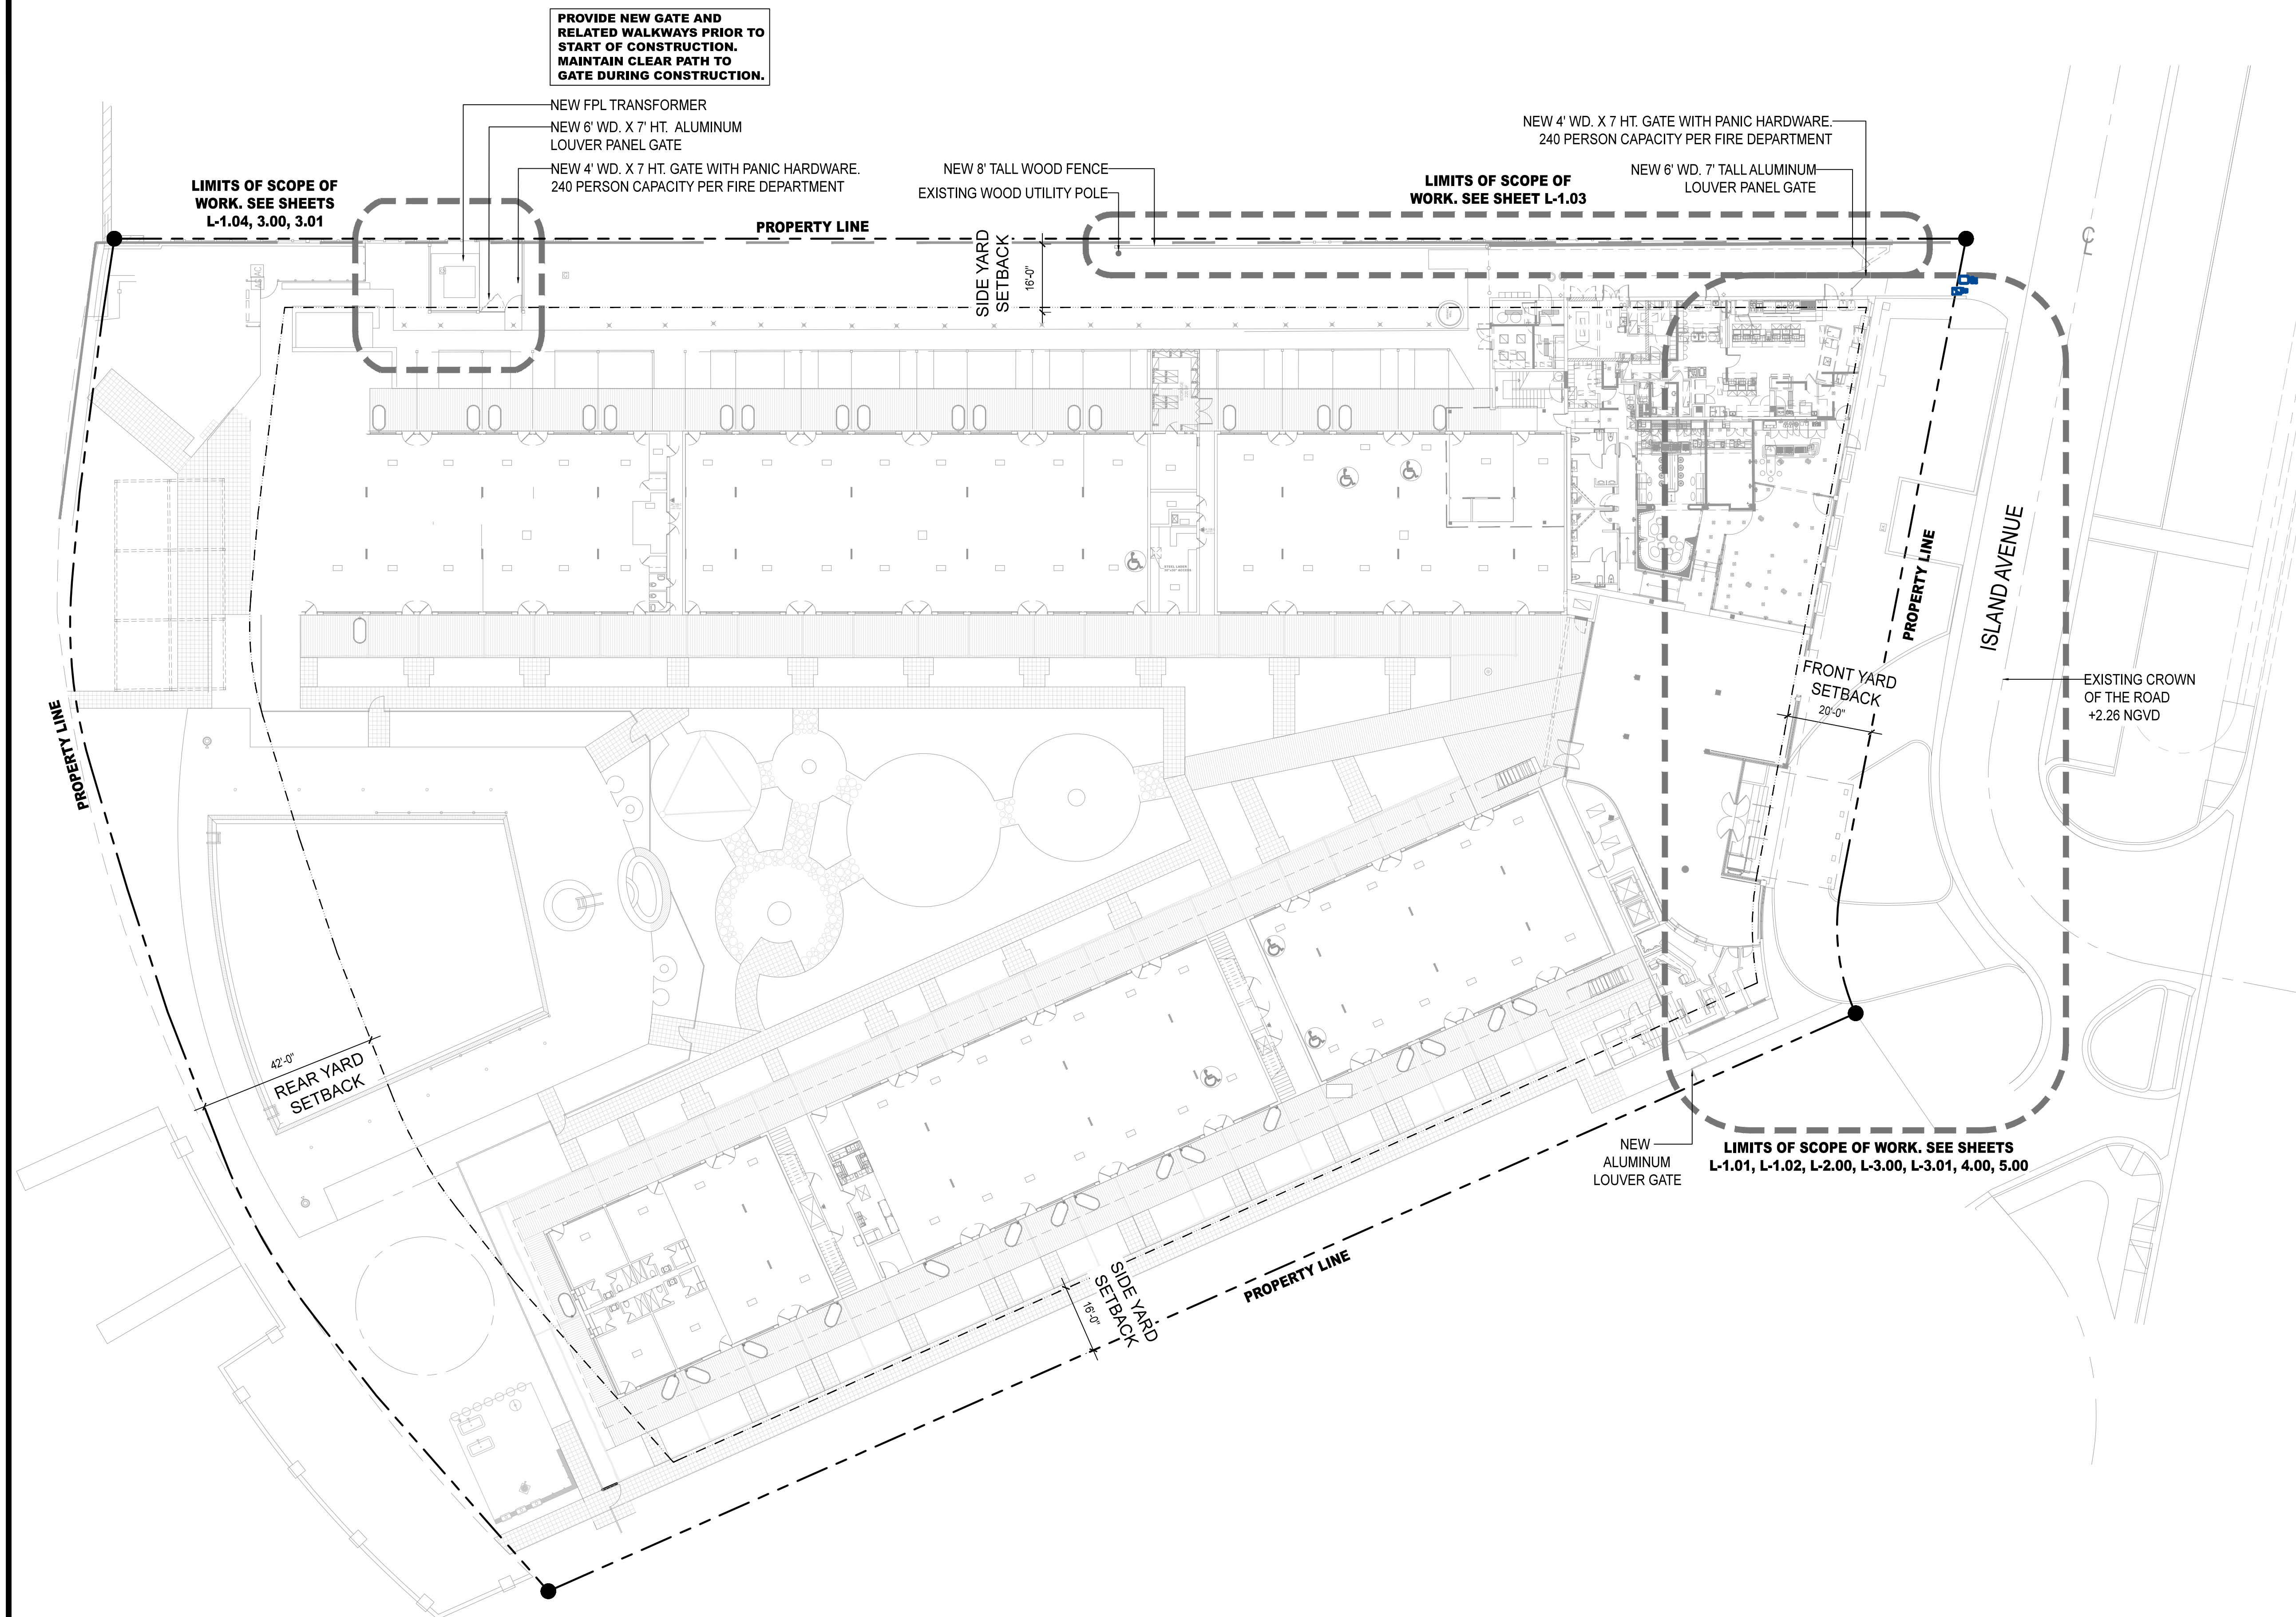 PROVIDE NEW GATE AND
RELATED WALKWAYS PRIOR TO
START OF CONSTRUCTION.
MAINTAIN CLEAR PATH TO
GATE DURING CONSTRUCTION.
NEW FPL TRANSFORMER
NEW 6' WD. X 7' HT. ALUMINUM
LOUVER PANEL GATE
NEW 4' WD. X 7 HT. GATE WITH PANIC HARDWARE.
240 PERSON CAPACITY PER FIRE DEPARTMENT
NEW 8' TALL WOOD FENCE
EXISTING WOOD UTILITY POLE
NEW 4' WD. X 7 HT. GATE WITH PANIC HARDWARE.
240 PERSON CAPACITY PER FIRE DEPARTMENT
NEW 6' WD. 7' TALL ALUMINUM
LOUVER PANEL GATE
LIMITS OF SCOPE OF
WORK. SEE SHEETS
L-1.04, 3.00, 3.01
LIMITS OF SCOPE OF
WORK. SEE SHEET L-1.03
PROPERTY LINE
SIDE YARD
SETBACK
16'-0"
℄
ISLAND AVENUE
PROPERTY LINE
FRONT YARD
SETBACK
20'-0"
EXISTING CROWN
OF THE ROAD
+2.26 NGVD
PROPERTY LINE
42'-0"
REAR YARD
SETBACK
NEW
ALUMINUM
LOUVER GATE
LIMITS OF SCOPE OF WORK. SEE SHEETS
L-1.01, L-1.02, L-2.00, L-3.00, L-3.01, 4.00, 5.00
SIDE YARD
SETBACK
16'-0"
PROPERTY LINE